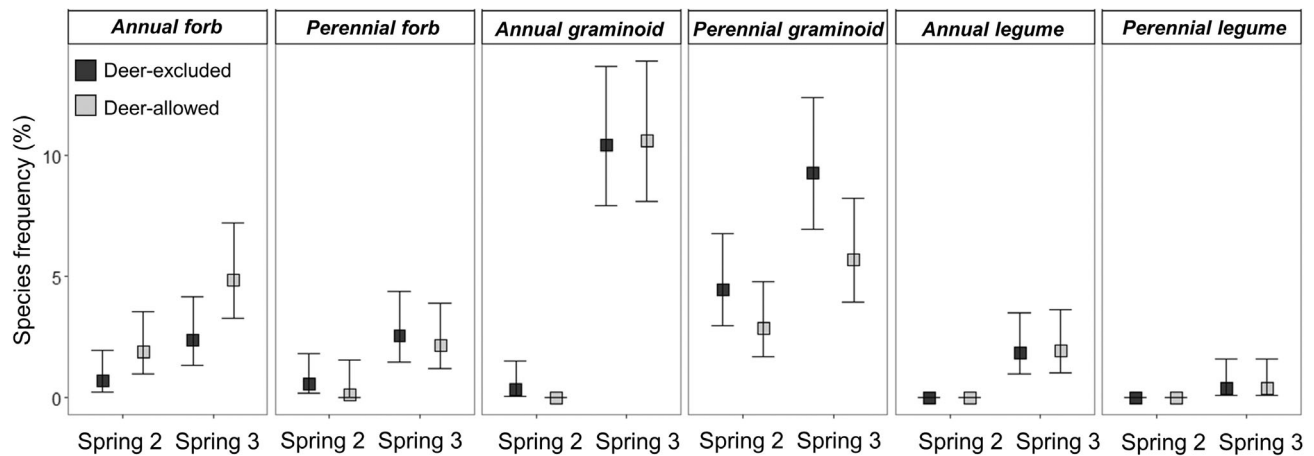 Annual forb Perennial forb Annual graminoid Perennial graminoid Annual legume Perennial legume
Deer-excluded
Deer-allowed
Species frequency (%)
10
5
0
Spring 2 Spring 3 Spring 2 Spring 3 Spring 2 Spring 3 Spring 2 Spring 3 Spring 2 Spring 3 Spring 2 Spring 3